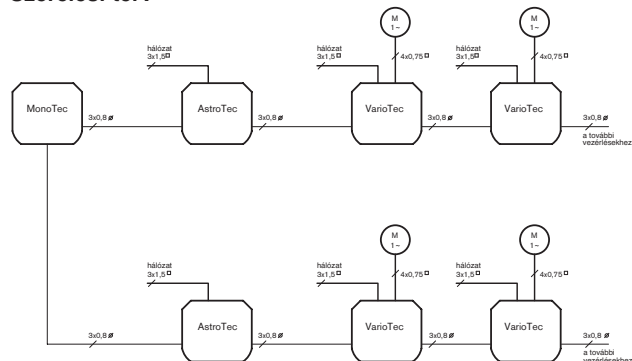 M
1~
M
1~
hálózat
3x1,5
hálózat
3x1,5
4x0,75
hálózat
3x1,5
4x0,75
MonoTec
AstroTec
VarioTec
VarioTec
3x0,8 ø
3x0,8 ø
3x0,8 ø
3x0,8 ø
a további
vezérlésekhez
M
1~
M
1~
hálózat
3x1,5
hálózat
3x1,5
4x0,75
hálózat
3x1,5
4x0,75
AstroTec
VarioTec
VarioTec
3x0,8 ø
3x0,8 ø
3x0,8 ø
3x0,8 ø
a további
vezérlésekhez